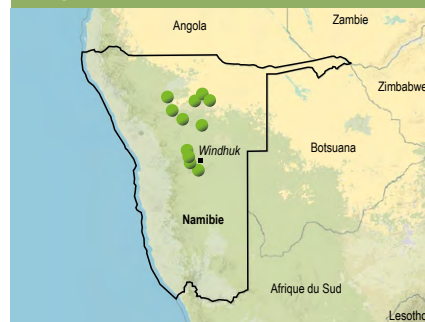 Angola
Zambie
Zimbabwe
Windhuk
Botsuana
Namibie
Afrique du Sud
Lesotho